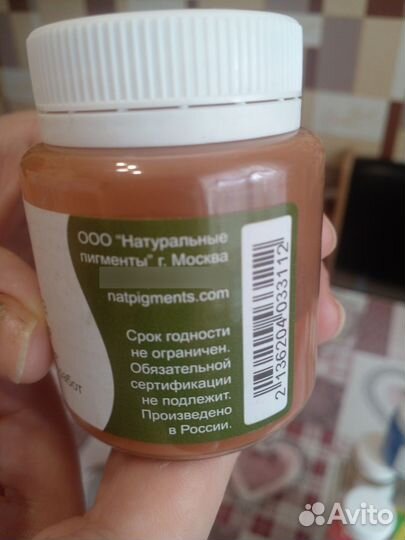 ООО "Натуральные
пигменты" г. Москва
natpigments.com
Срок годности
не ограничен.
Обязательной
сертификации
не подлежит.
Произведено
в России.
2 136204 033112
Avito